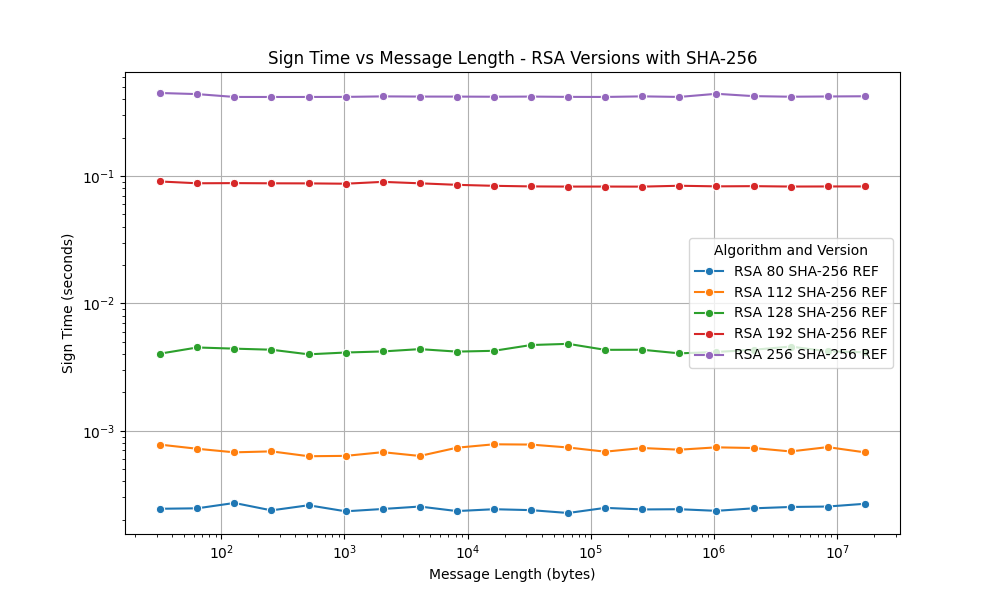 Sign Time vs Message Length - RSA Versions with SHA-256
Sign Time (seconds)
10⁻¹
10⁻²
10⁻³
Algorithm and Version
RSA 80 SHA-256 REF
RSA 112 SHA-256 REF
RSA 128 SHA-256 REF
RSA 192 SHA-256 REF
RSA 256 SHA-256 REF
10² 10³ 10⁴ 10⁵ 10⁶ 10⁷
Message Length (bytes)